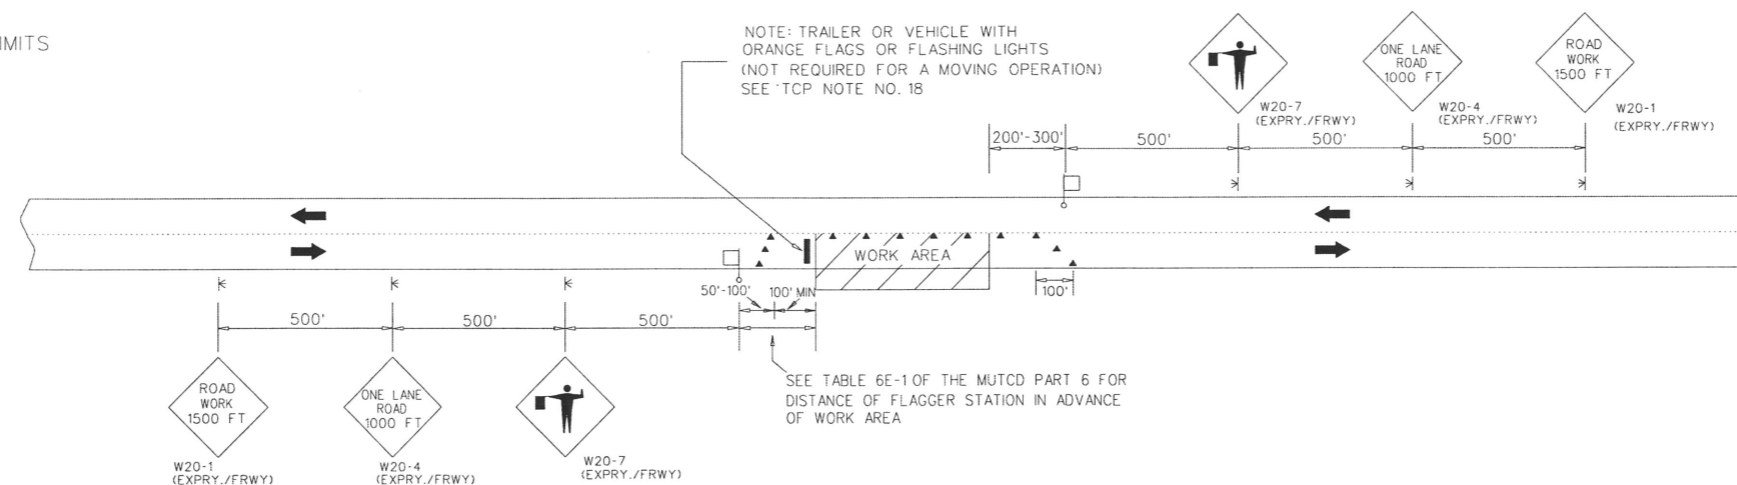 IMITS
NOTE: TRAILER OR VEHICLE WITH
ORANGE FLAGS OR FLASHING LIGHTS
(NOT REQUIRED FOR A MOVING OPERATION)
SEE TCP NOTE NO. 18
ROAD
WORK
1500 FT
ONE LANE
ROAD
1000 FT
W20-7
(EXPRY./FRWY)
W20-4
(EXPRY./FRWY)
W20-1
(EXPRY./FRWY)
200'-300'
500'
500'
500'
WORK AREA
50'-100'
100' MIN
100'
500'
500'
500'
SEE TABLE 6E-1 OF THE MUTCD PART 6 FOR
DISTANCE OF FLAGGER STATION IN ADVANCE
OF WORK AREA
ROAD
WORK
1500 FT
ONE LANE
ROAD
1000 FT
W20-1
(EXPRY./FRWY)
W20-4
(EXPRY./FRWY)
W20-7
(EXPRY./FRWY)